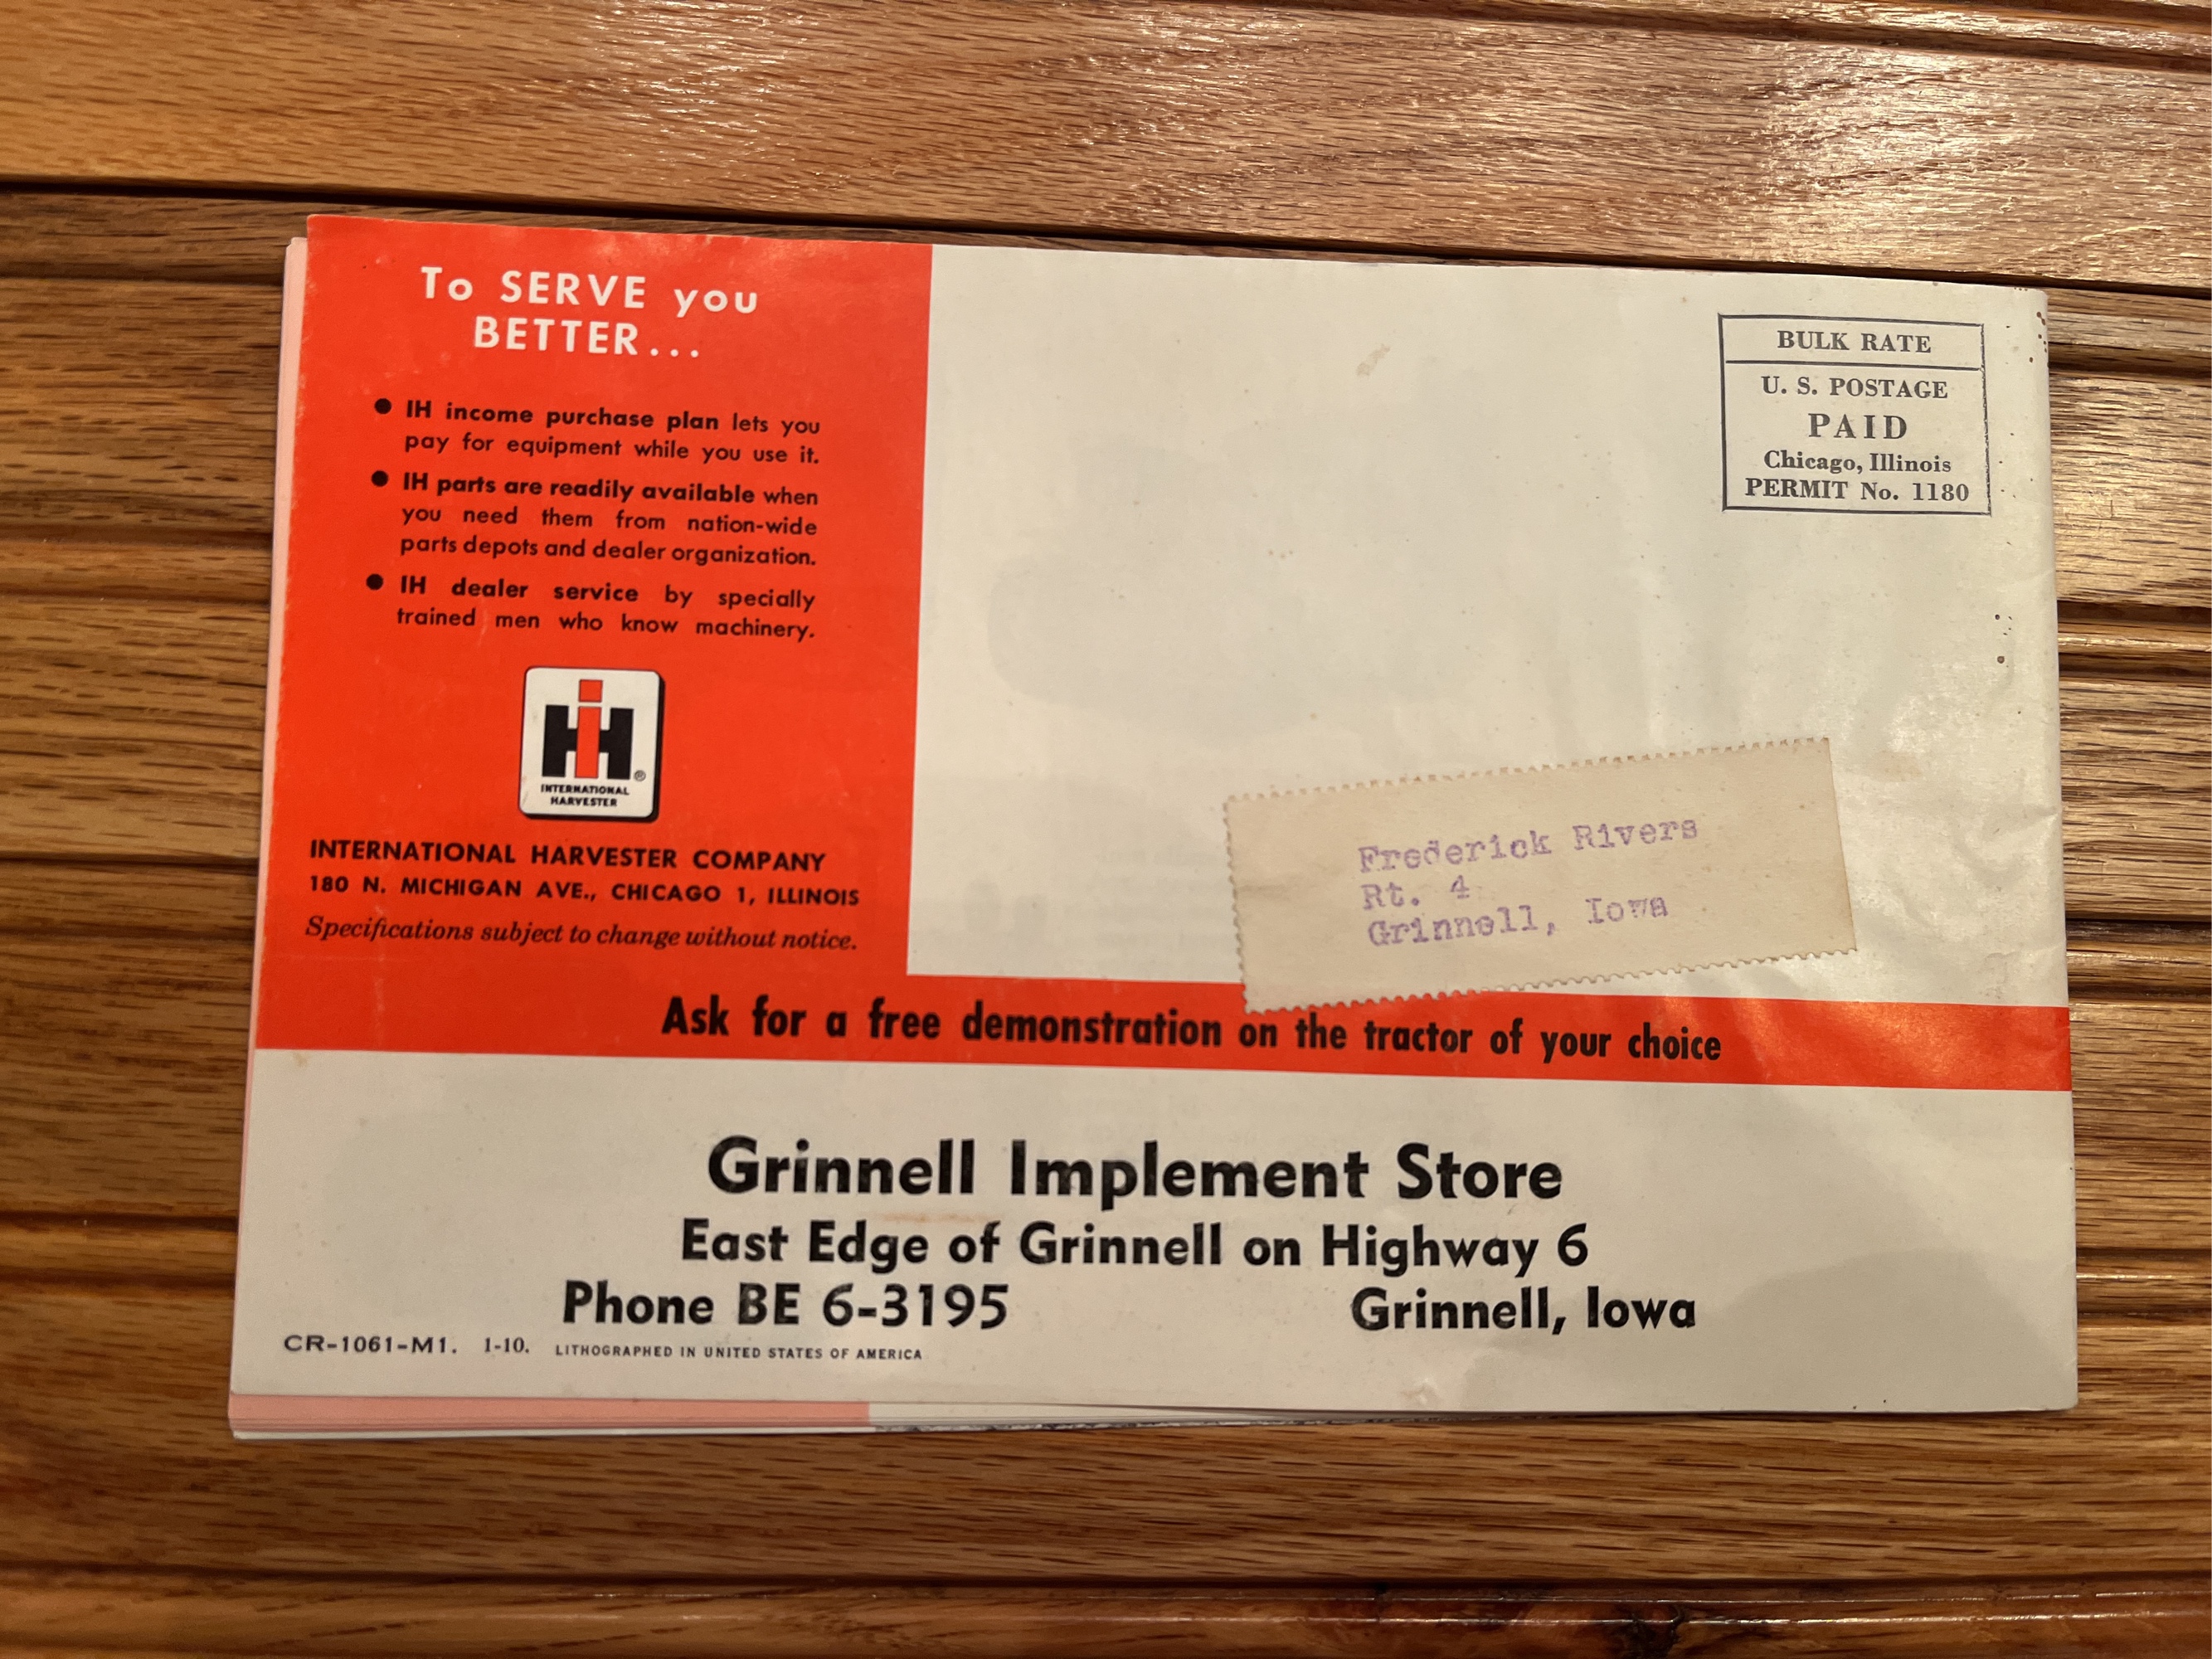 To SERVE you
BETTER...
● IH income purchase plan lets you
pay for equipment while you use it.
● IH parts are readily available when
you need them from nation-wide
parts depots and dealer organization.
● IH dealer service by specially
trained men who know machinery.
IH®
INTERNATIONAL
HARVESTER
INTERNATIONAL HARVESTER COMPANY
180 N. MICHIGAN AVE., CHICAGO 1, ILLINOIS
Specifications subject to change without notice.
BULK RATE
U. S. POSTAGE
PAID
Chicago, Illinois
PERMIT No. 1180
Frederick Rivers
Rt. 4
Grinnell, Iowa
Ask for a free demonstration on the tractor of your choice
Grinnell Implement Store
East Edge of Grinnell on Highway 6
Phone BE 6-3195 Grinnell, Iowa
CR-1061-M1. 1-10. LITHOGRAPHED IN UNITED STATES OF AMERICA